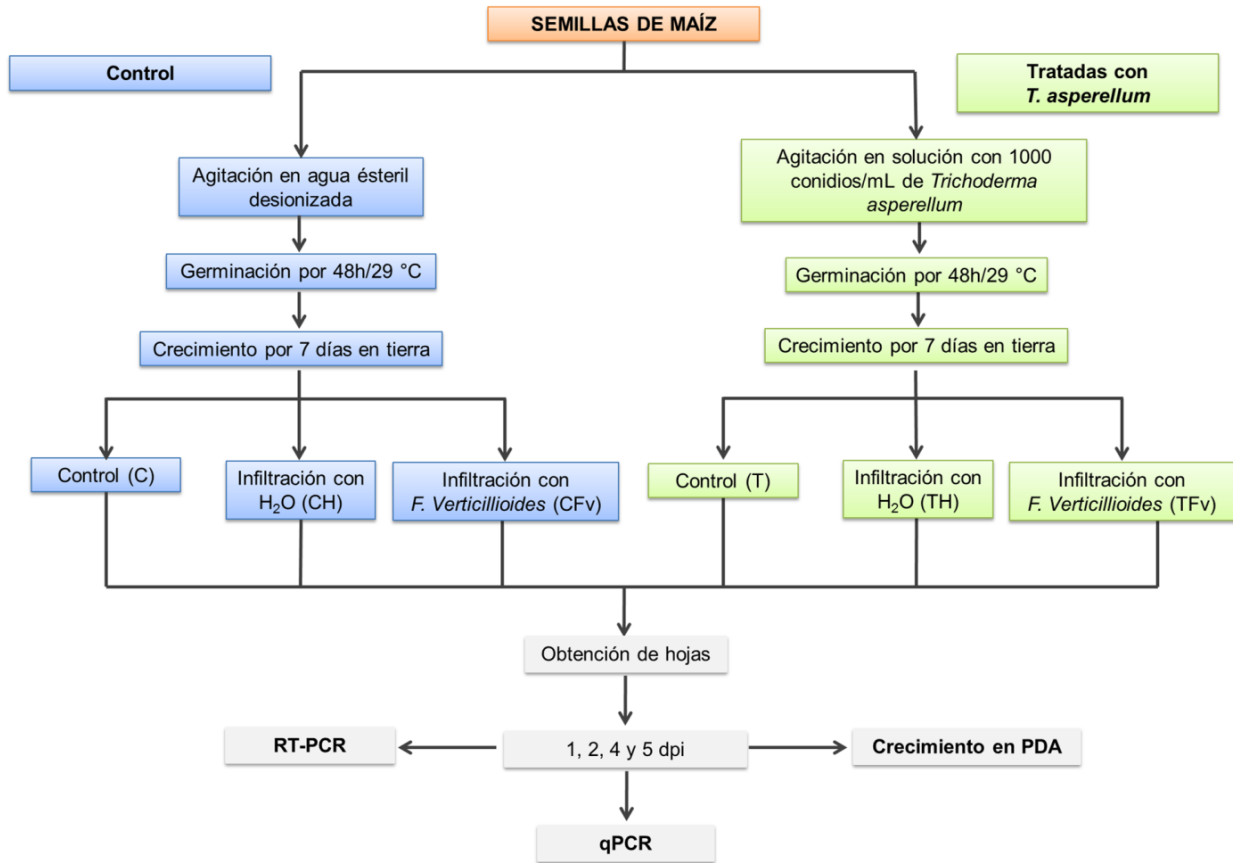 SEMILLAS DE MAÍZ
Control
Tratadas con
T. asperellum
Agitación en agua ésteril
desionizada
Agitación en solución con 1000
conidios/mL de Trichoderma
asperellum
Germinación por 48h/29 °C
Germinación por 48h/29 °C
Crecimiento por 7 días en tierra
Crecimiento por 7 días en tierra
Control (C)
Infiltración con
H₂O (CH)
Infiltración con
F. Verticillioides (CFv)
Control (T)
Infiltración con
H₂O (TH)
Infiltración con
F. Verticillioides (TFv)
Obtención de hojas
RT-PCR
1, 2, 4 y 5 dpi
Crecimiento en PDA
qPCR